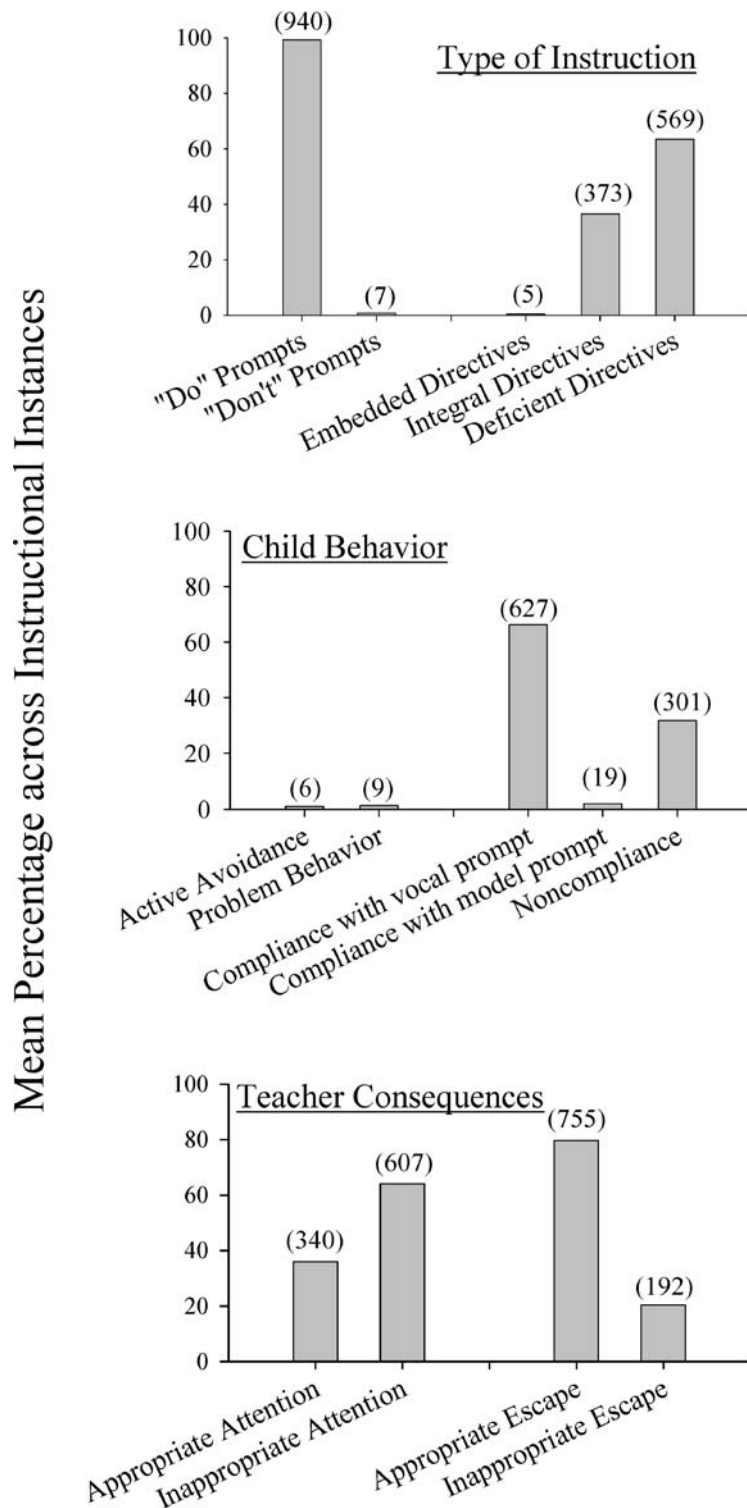 Mean Percentage across Instructional Instances
Type of Instruction
100
80
60
40
20
0
(940)
(7)
(5)
(373)
(569)
"Do" Prompts
"Don't" Prompts
Embedded Directives
Integral Directives
Deficient Directives
Child Behavior
100
80
60
40
20
0
(6)
(9)
(627)
(19)
(301)
Active Avoidance
Problem Behavior
Compliance with vocal prompt
Compliance with model prompt
Noncompliance
Teacher Consequences
100
80
60
40
20
0
(340)
(607)
(755)
(192)
Appropriate Attention
Inappropriate Attention
Appropriate Escape
Inappropriate Escape